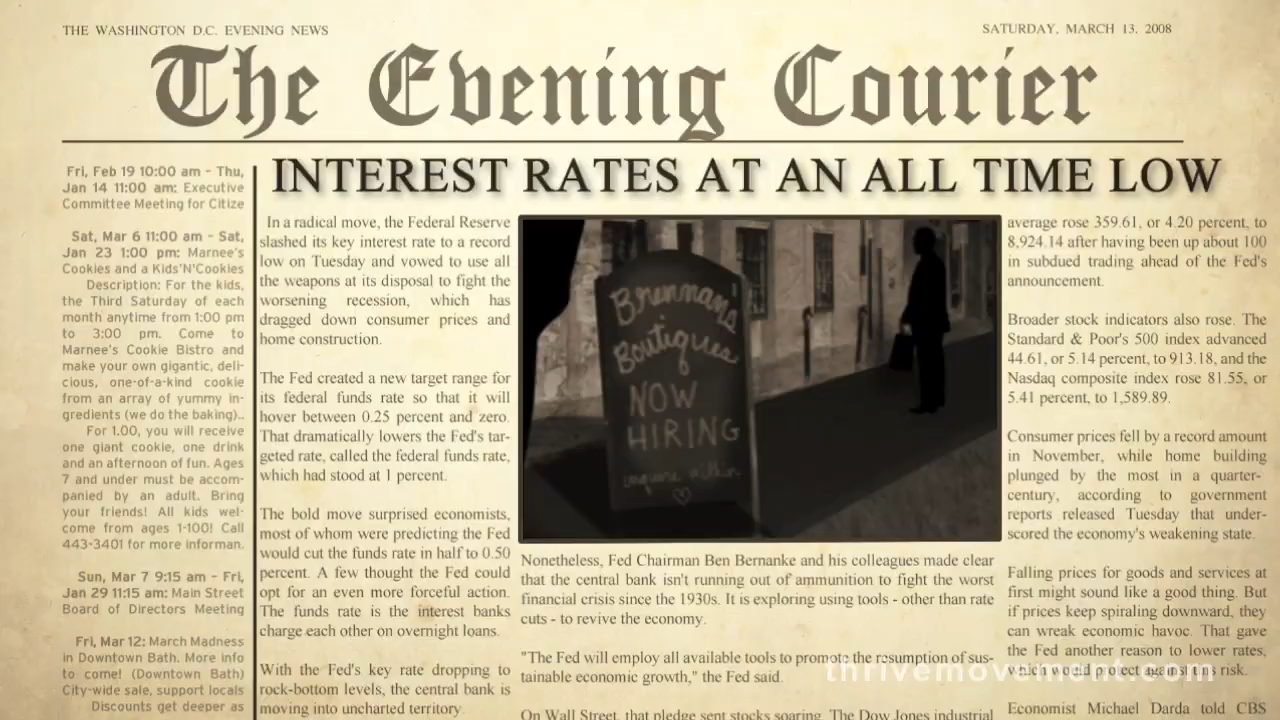 THE WASHINGTON D.C. EVENING NEWS
SATURDAY, MARCH 13, 2008
The Evening Courier
INTEREST RATES AT AN ALL TIME LOW
Fri, Feb 19 10:00 am - Thu,
Jan 14 11:00 am: Executive
Committee Meeting for Citize
Sat, Mar 6 11:00 am - Sat,
Jan 23 1:00 pm: Marnee's
Cookies and a Kids'N'Cookies
Description: For the kids,
the Third Saturday of each
month anytime from 1:00 pm
to 3:00 pm. Come to
Marnee's Cookie Bistro and
make your own gigantic, deli-
cious, one-of-a-kind cookie
from an array of yummy in-
gredients (we do the baking)..
For 1.00, you will receive
one giant cookie, one drink
and an afternoon of fun. Ages
7 and under must be accom-
panied by an adult. Bring
your friends! All kids wel-
come from ages 1-100! Call
443-3401 for more informan.
Sun, Mar 7 9:15 am - Fri,
Jan 29 11:15 am: Main Street
Board of Directors Meeting
Fri, Mar 12: March Madness
in Downtown Bath. More info
to come! (Downtown Bath)
City-wide sale, support locals
Discounts get deeper as
In a radical move, the Federal Reserve
slashed its key interest rate to a record
low on Tuesday and vowed to use all
the weapons at its disposal to fight the
worsening recession, which has
dragged down consumer prices and
home construction.
The Fed created a new target range for
its federal funds rate so that it will
hover between 0.25 percent and zero.
That dramatically lowers the Fed's tar-
geted rate, called the federal funds rate,
which had stood at 1 percent.
The bold move surprised economists,
most of whom were predicting the Fed
would cut the funds rate in half to 0.50
percent. A few thought the Fed could
opt for an even more forceful action.
The funds rate is the interest banks
charge each other on overnight loans.
With the Fed's key rate dropping to
rock-bottom levels, the central bank is
moving into uncharted territory.
Brennan's
Boutiques
NOW
HIRING
inquire within
Nonetheless, Fed Chairman Ben Bernanke and his colleagues made clear
that the central bank isn't running out of ammunition to fight the worst
financial crisis since the 1930s. It is exploring using tools - other than rate
cuts - to revive the economy.
"The Fed will employ all available tools to promote the resumption of sus-
tainable economic growth," the Fed said.
On Wall Street, that pledge sent stocks soaring. The Dow Jones industrial
average rose 359.61, or 4.20 percent, to
8,924.14 after having been up about 100
in subdued trading ahead of the Fed's
announcement.
Broader stock indicators also rose. The
Standard & Poor's 500 index advanced
44.61, or 5.14 percent, to 913.18, and the
Nasdaq composite index rose 81.55, or
5.41 percent, to 1,589.89.
Consumer prices fell by a record amount
in November, while home building
plunged by the most in a quarter-
century, according to government
reports released Tuesday that under-
scored the economy's weakening state.
Falling prices for goods and services at
first might sound like a good thing. But
if prices keep spiraling downward, they
can wreak economic havoc. That gave
the Fed another reason to lower rates,
which would protect against this risk.
Economist Michael Darda told CBS
thrivemovement.com